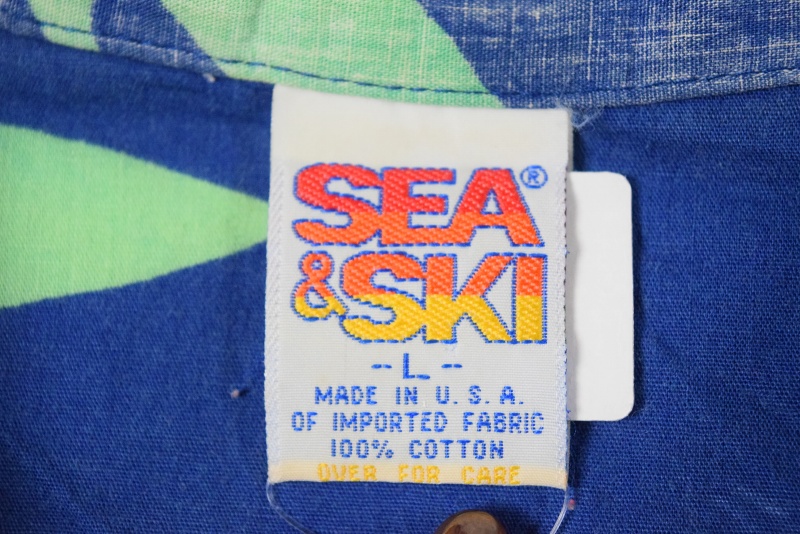 SEA®
&SKI
--L--
MADE IN U.S.A.
OF IMPORTED FABRIC
100% COTTON
OVER FOR CARE